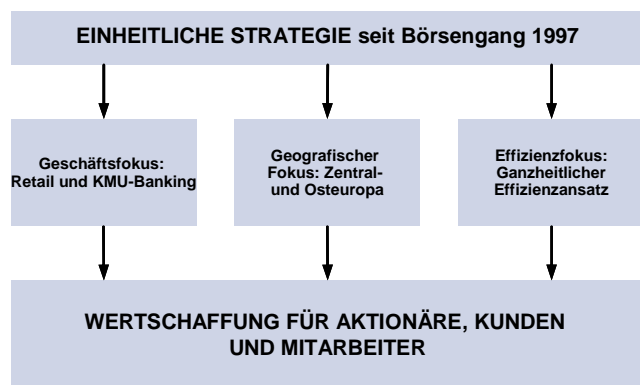 EINHEITLICHE STRATEGIE seit Börsengang 1997
Geschäftsfokus:
Retail und KMU-Banking
Geografischer
Fokus: Zentral-
und Osteuropa
Effizienzfokus:
Ganzheitlicher
Effizienzansatz
WERTSCHAFFUNG FÜR AKTIONÄRE, KUNDEN
UND MITARBEITER